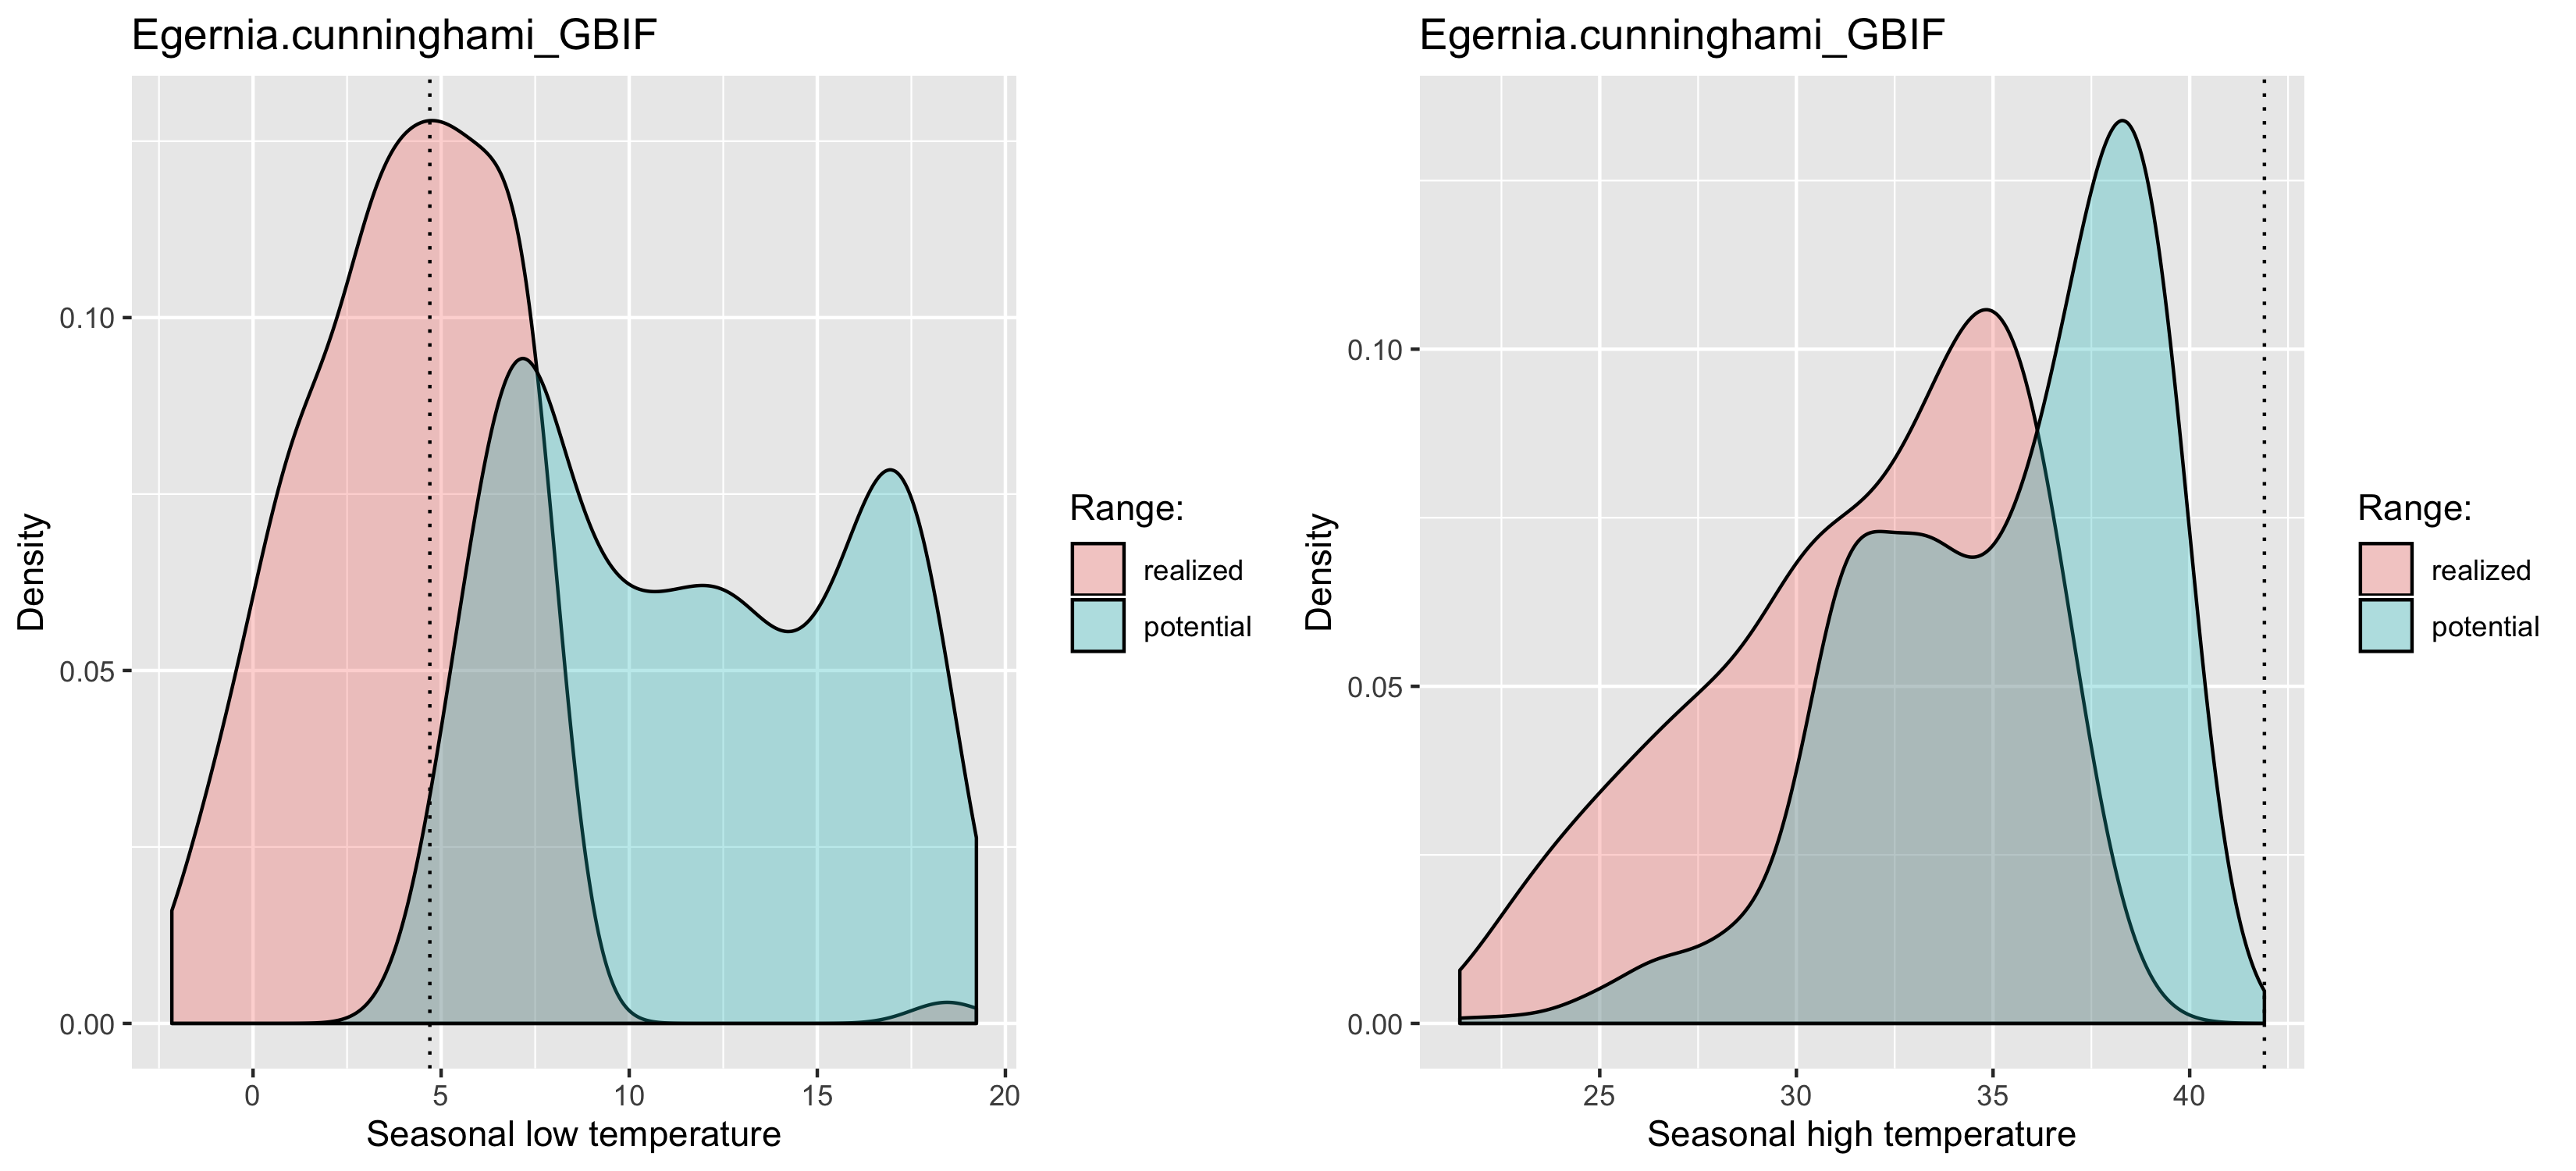 Egernia.cunninghami_GBIF
Density
0.10
0.05
0.00
0 5 10 15 20
Seasonal low temperature
Range:
realized
potential
Egernia.cunninghami_GBIF
Density
0.10
0.05
0.00
25 30 35 40
Seasonal high temperature
Range:
realized
potential